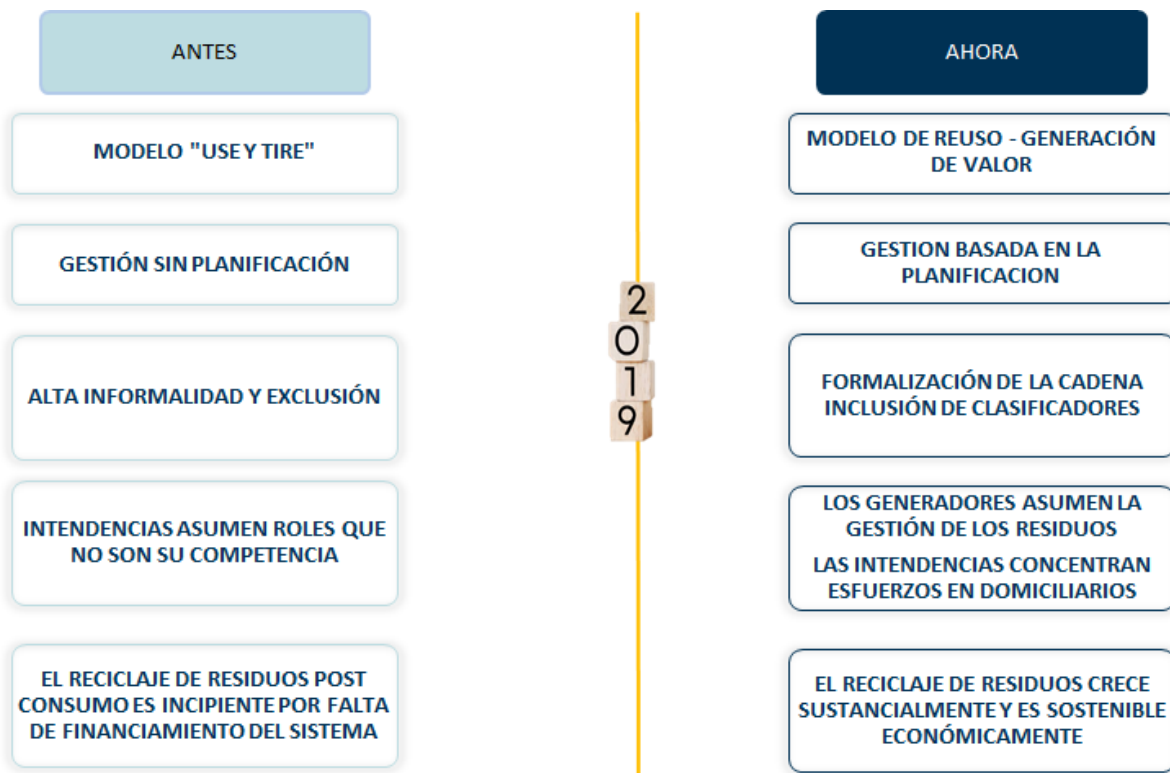 ANTES
AHORA
MODELO "USE Y TIRE"
MODELO DE REUSO - GENERACIÓN
DE VALOR
GESTIÓN SIN PLANIFICACIÓN
GESTION BASADA EN LA
PLANIFICACION
2
0
1
9
ALTA INFORMALIDAD Y EXCLUSIÓN
FORMALIZACIÓN DE LA CADENA
INCLUSIÓN DE CLASIFICADORES
INTENDENCIAS ASUMEN ROLES QUE
NO SON SU COMPETENCIA
LOS GENERADORES ASUMEN LA
GESTIÓN DE LOS RESIDUOS
LAS INTENDENCIAS CONCENTRAN
ESFUERZOS EN DOMICILIARIOS
EL RECICLAJE DE RESIDUOS POST
CONSUMO ES INCIPIENTE POR FALTA
DE FINANCIAMIENTO DEL SISTEMA
EL RECICLAJE DE RESIDUOS CRECE
SUSTANCIALMENTE Y ES SOSTENIBLE
ECONÓMICAMENTE